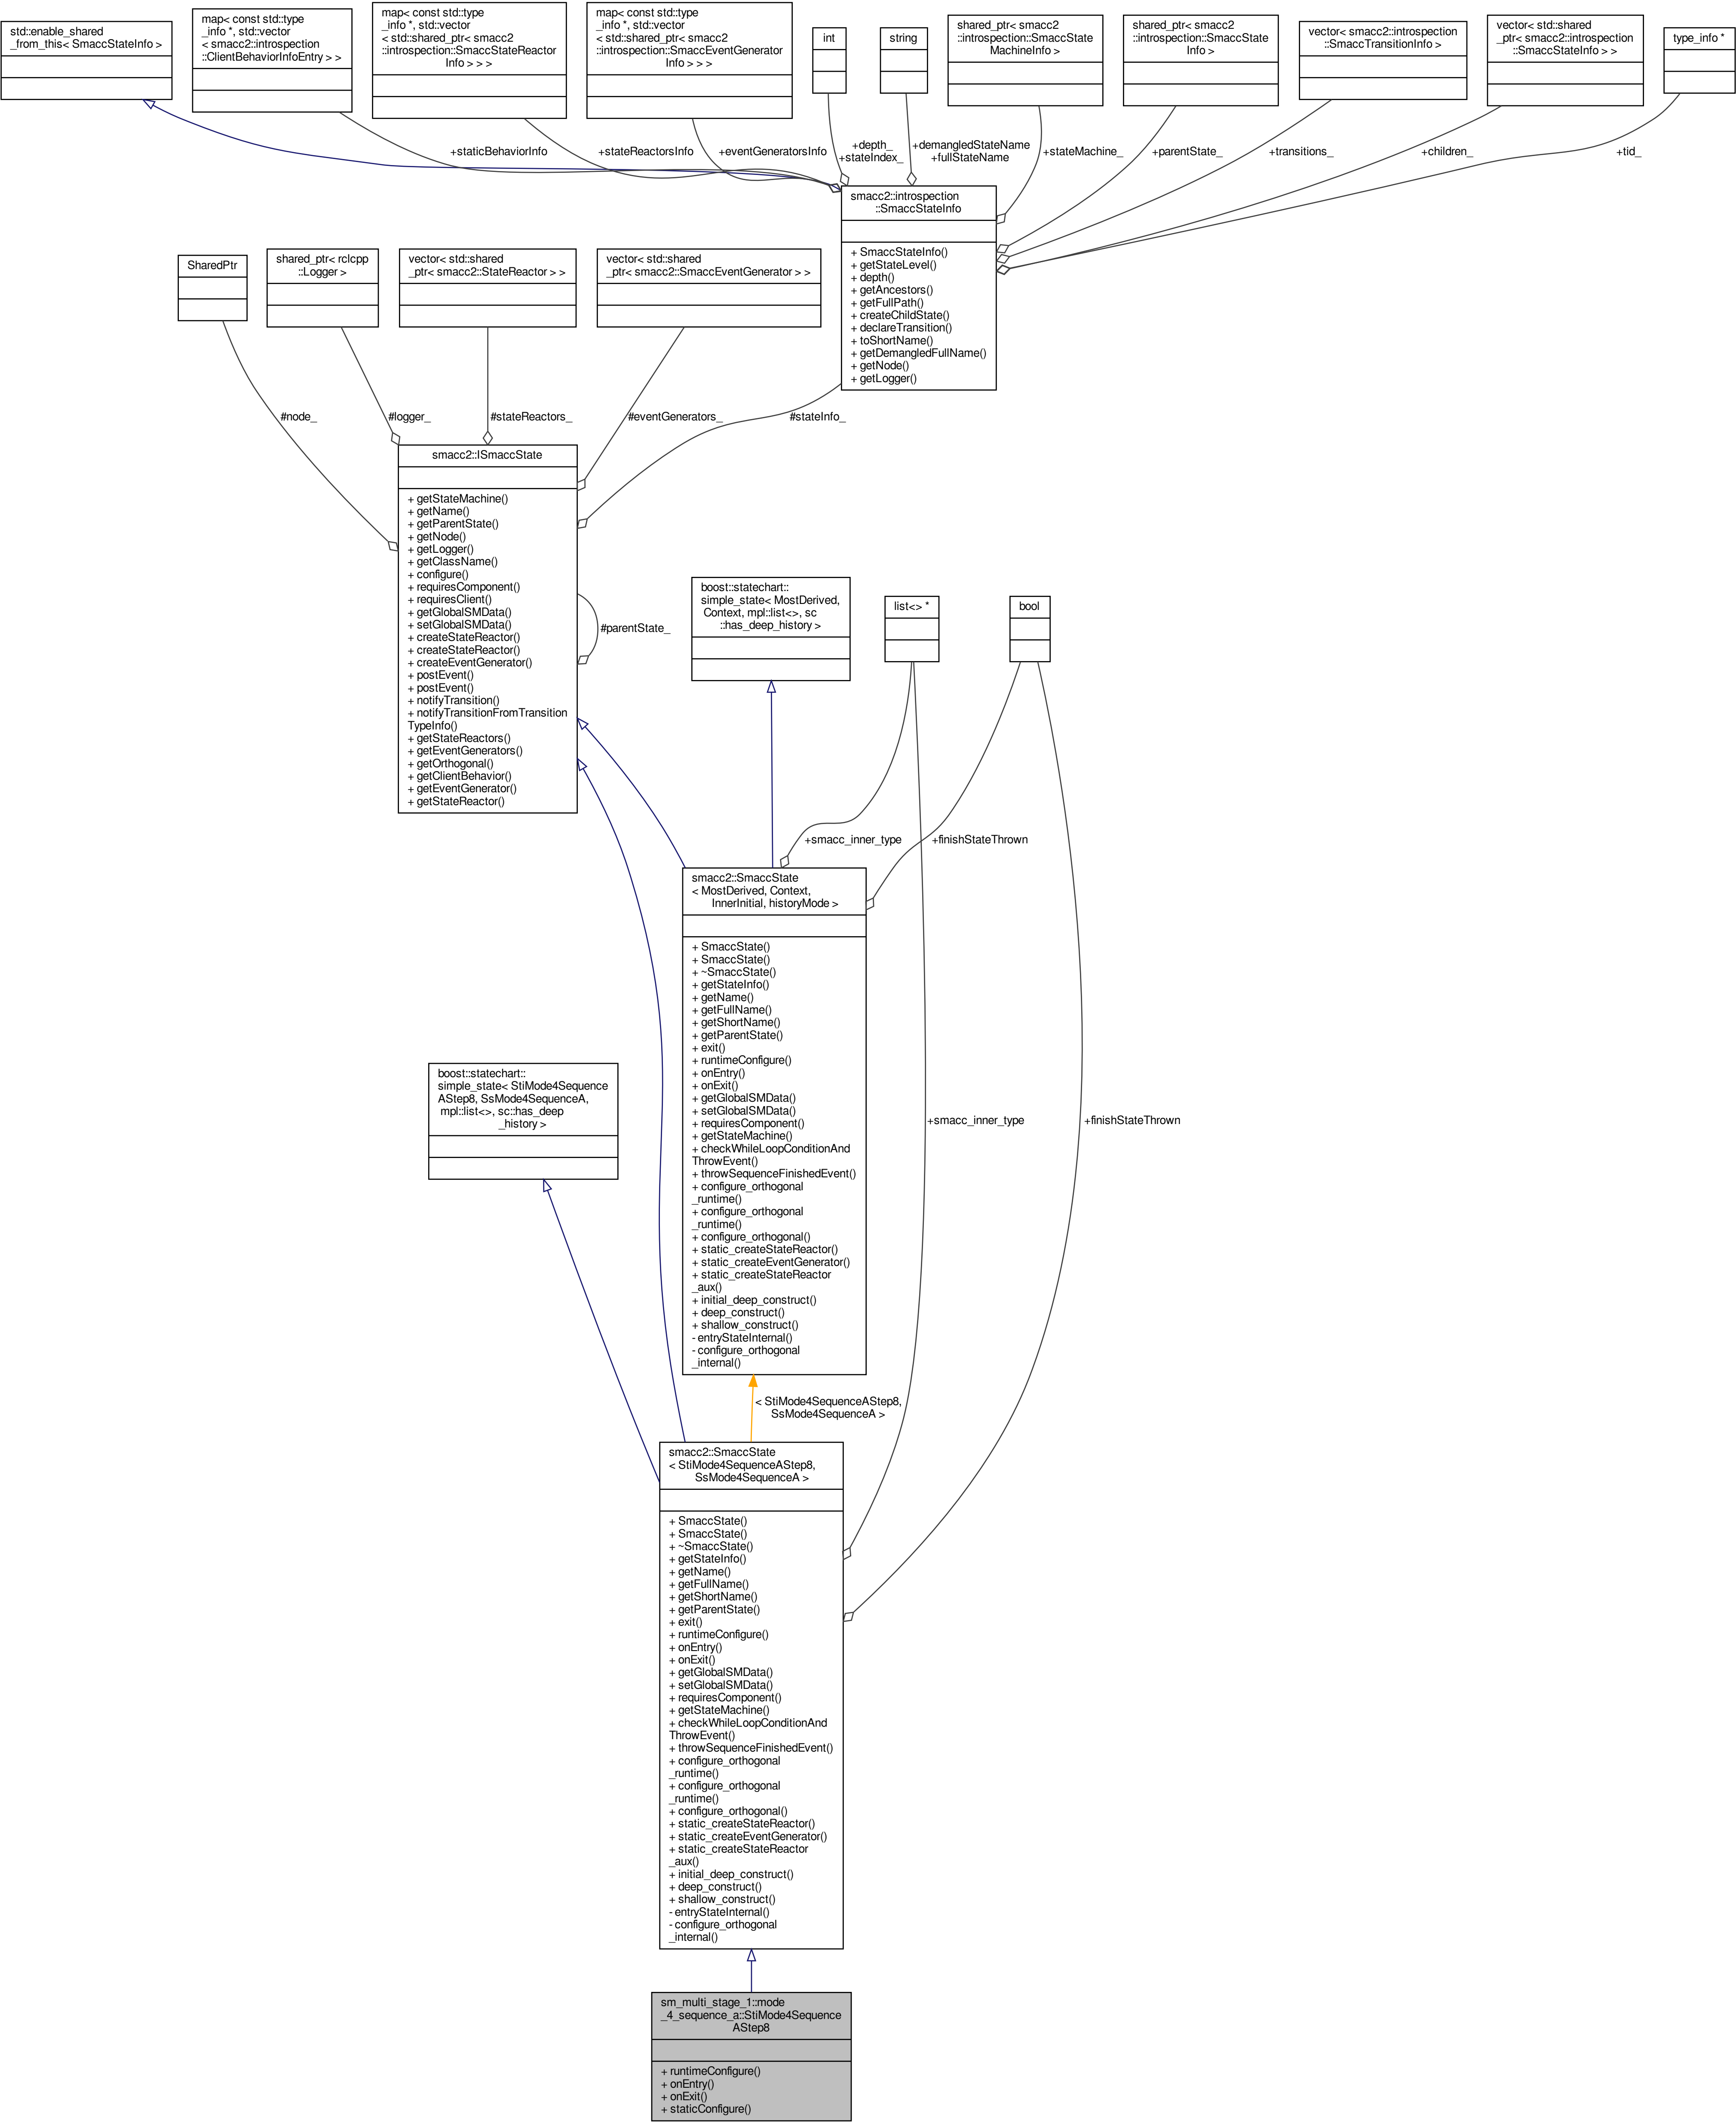 std::enable_shared
_from_this< SmaccStateInfo >
map< const std::type
_info *, std::vector
< smacc2::introspection
::ClientBehaviorInfoEntry > >
map< const std::type
_info *, std::vector
< std::shared_ptr< smacc2
::introspection::SmaccStateReactor
Info > > >
map< const std::type
_info *, std::vector
< std::shared_ptr< smacc2
::introspection::SmaccEventGenerator
Info > > >
int
string
shared_ptr< smacc2
::introspection::SmaccState
MachineInfo >
shared_ptr< smacc2
::introspection::SmaccState
Info >
vector< smacc2::introspection
::SmaccTransitionInfo >
vector< std::shared
_ptr< smacc2::introspection
::SmaccStateInfo > >
type_info *
+staticBehaviorInfo
+stateReactorsInfo
+eventGeneratorsInfo
+depth_
+stateIndex_
+demangledStateName
+fullStateName
+stateMachine_
+parentState_
+transitions_
+children_
+tid_
smacc2::introspection
::SmaccStateInfo
+ SmaccStateInfo()
+ getStateLevel()
+ depth()
+ getAncestors()
+ getFullPath()
+ createChildState()
+ declareTransition()
+ toShortName()
+ getDemangledFullName()
+ getNode()
+ getLogger()
SharedPtr
shared_ptr< rclcpp
::Logger >
vector< std::shared
_ptr< smacc2::StateReactor > >
vector< std::shared
_ptr< smacc2::SmaccEventGenerator > >
#node_
#logger_
#stateReactors_
#eventGenerators_
#stateInfo_
smacc2::ISmaccState
+ getStateMachine()
+ getName()
+ getParentState()
+ getNode()
+ getLogger()
+ getClassName()
+ configure()
+ requiresComponent()
+ requiresClient()
+ getGlobalSMData()
+ setGlobalSMData()
+ createStateReactor()
+ createStateReactor()
+ createEventGenerator()
+ postEvent()
+ postEvent()
+ notifyTransition()
+ notifyTransitionFromTransition
TypeInfo()
+ getStateReactors()
+ getEventGenerators()
+ getOrthogonal()
+ getClientBehavior()
+ getEventGenerator()
+ getStateReactor()
#parentState_
boost::statechart::
simple_state< MostDerived,
Context, mpl::list<>, sc
::has_deep_history >
list<> *
bool
+smacc_inner_type
+finishStateThrown
smacc2::SmaccState
< MostDerived, Context,
InnerInitial, historyMode >
+ SmaccState()
+ SmaccState()
+ ~SmaccState()
+ getStateInfo()
+ getName()
+ getFullName()
+ getShortName()
+ getParentState()
+ exit()
+ runtimeConfigure()
+ onEntry()
+ onExit()
+ getGlobalSMData()
+ setGlobalSMData()
+ requiresComponent()
+ getStateMachine()
+ checkWhileLoopConditionAnd
ThrowEvent()
+ throwSequenceFinishedEvent()
+ configure_orthogonal
_runtime()
+ configure_orthogonal
_runtime()
+ configure_orthogonal()
+ static_createStateReactor()
+ static_createEventGenerator()
+ static_createStateReactor
_aux()
+ initial_deep_construct()
+ deep_construct()
+ shallow_construct()
- entryStateInternal()
- configure_orthogonal
_internal()
boost::statechart::
simple_state< StiMode4Sequence
AStep8, SsMode4SequenceA,
mpl::list<>, sc::has_deep
_history >
+smacc_inner_type
+finishStateThrown
< StiMode4SequenceAStep8,
SsMode4SequenceA >
smacc2::SmaccState
< StiMode4SequenceAStep8,
SsMode4SequenceA >
+ SmaccState()
+ SmaccState()
+ ~SmaccState()
+ getStateInfo()
+ getName()
+ getFullName()
+ getShortName()
+ getParentState()
+ exit()
+ runtimeConfigure()
+ onEntry()
+ onExit()
+ getGlobalSMData()
+ setGlobalSMData()
+ requiresComponent()
+ getStateMachine()
+ checkWhileLoopConditionAnd
ThrowEvent()
+ throwSequenceFinishedEvent()
+ configure_orthogonal
_runtime()
+ configure_orthogonal
_runtime()
+ configure_orthogonal()
+ static_createStateReactor()
+ static_createEventGenerator()
+ static_createStateReactor
_aux()
+ initial_deep_construct()
+ deep_construct()
+ shallow_construct()
- entryStateInternal()
- configure_orthogonal
_internal()
sm_multi_stage_1::mode
_4_sequence_a::StiMode4Sequence
AStep8
+ runtimeConfigure()
+ onEntry()
+ onExit()
+ staticConfigure()